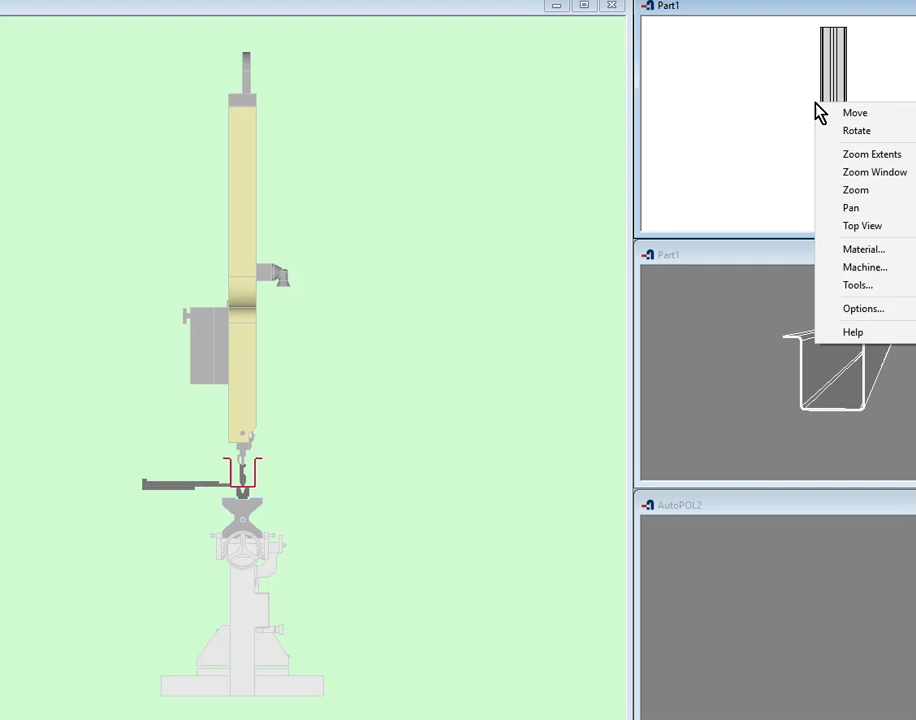 Part1
Move
Rotate
Zoom Extents
Zoom Window
Zoom
Pan
Top View
Material...
Machine...
Tools...
Options...
Help
Part1
AutoPOL2